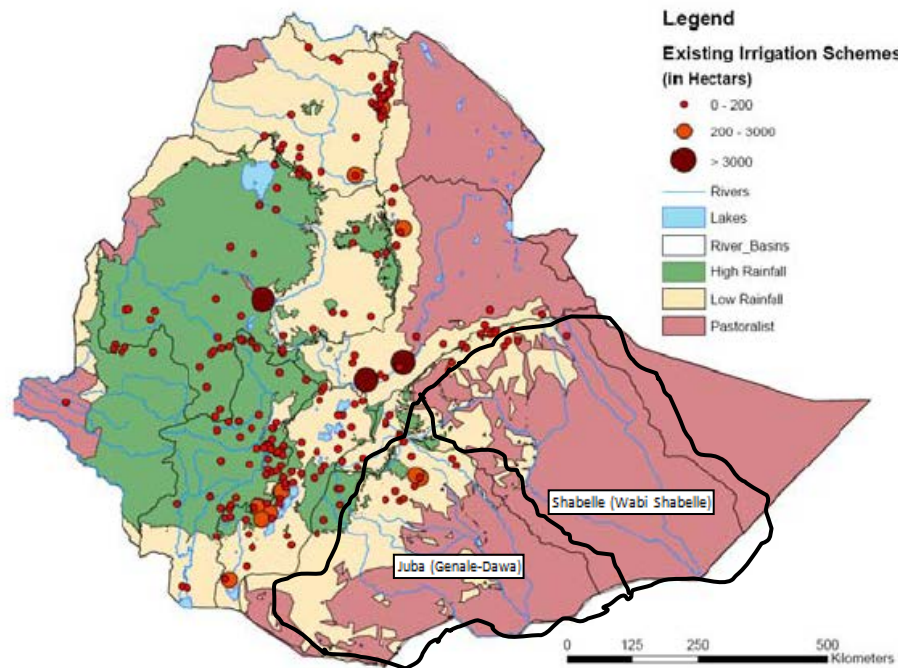 Legend
Existing Irrigation Schemes
(in Hectars)
0 - 200
200 - 3000
> 3000
Rivers
Lakes
River_Basins
High Rainfall
Low Rainfall
Pastoralist
Shabelle (Wabi Shabelle)
Juba (Genale-Dawa)
0 125 250 500
Kilometers